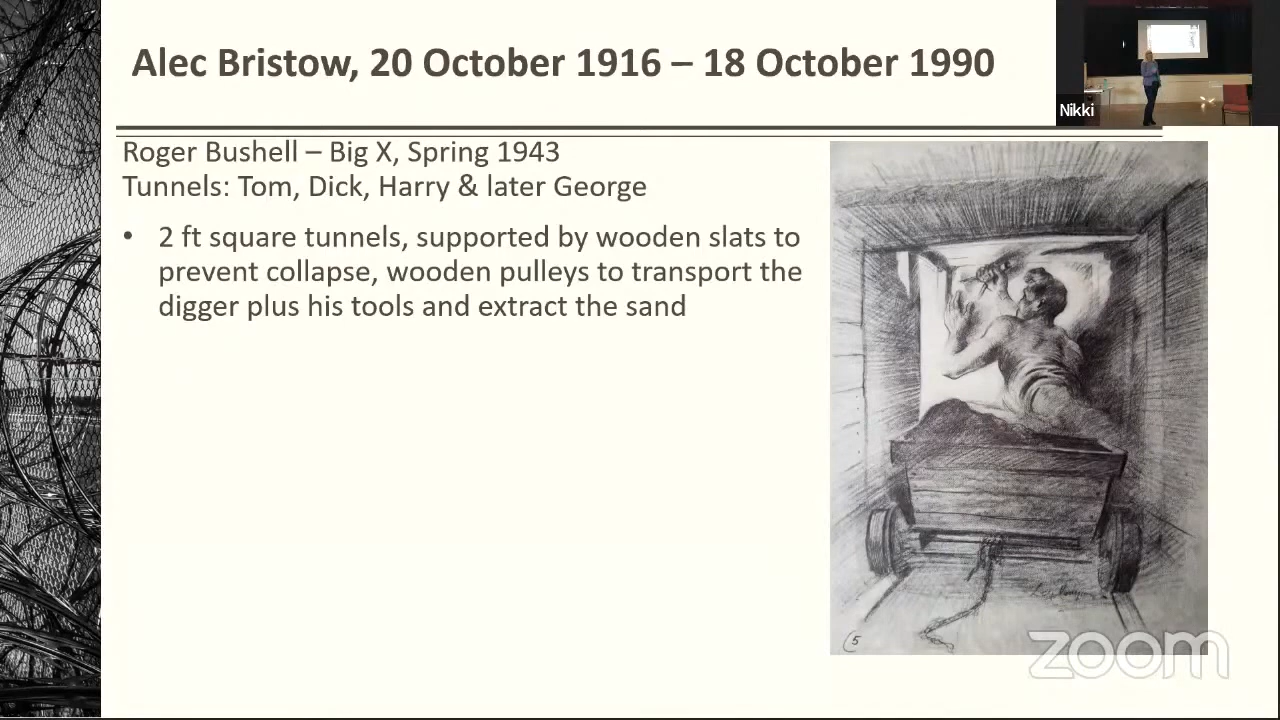 Alec Bristow, 20 October 1916 – 18 October 1990
Nikki
Roger Bushell – Big X, Spring 1943
Tunnels: Tom, Dick, Harry & later George
• 2 ft square tunnels, supported by wooden slats to
prevent collapse, wooden pulleys to transport the
digger plus his tools and extract the sand
5
zoom